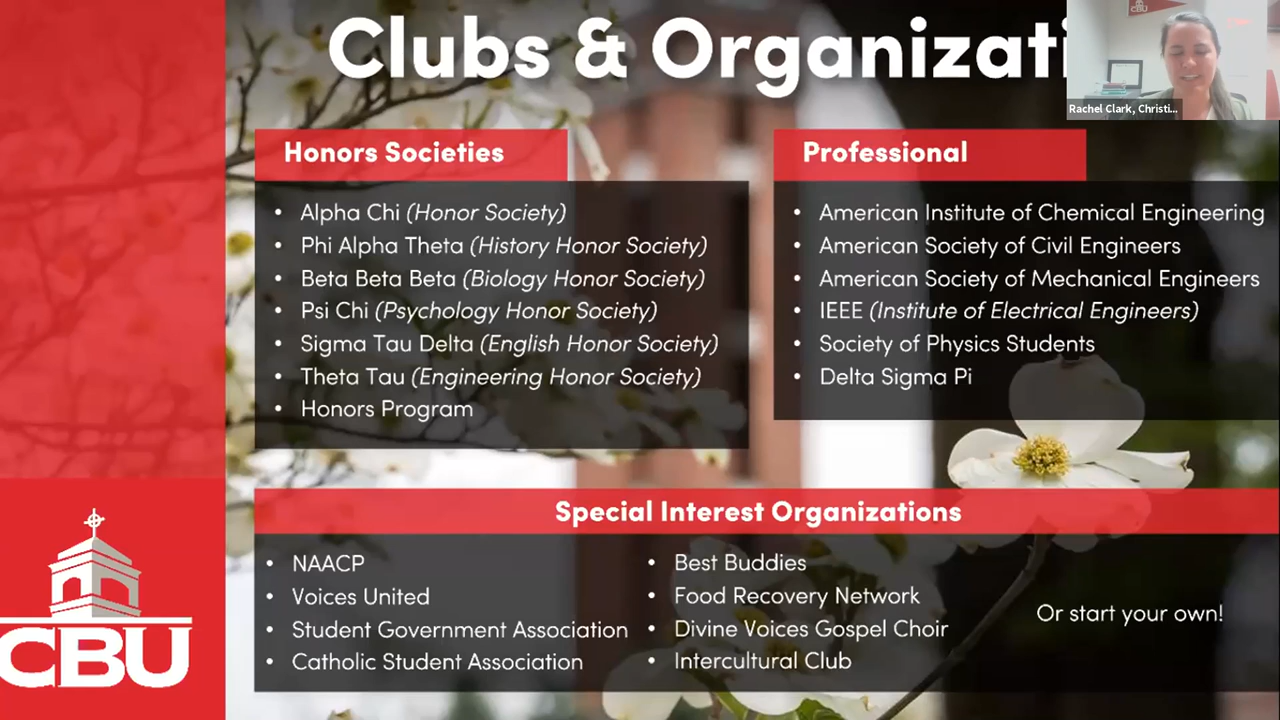 Clubs & Organizati
Rachel Clark, Christi...
Honors Societies
• Alpha Chi (Honor Society)
• Phi Alpha Theta (History Honor Society)
• Beta Beta Beta (Biology Honor Society)
• Psi Chi (Psychology Honor Society)
• Sigma Tau Delta (English Honor Society)
• Theta Tau (Engineering Honor Society)
• Honors Program
Professional
• American Institute of Chemical Engineering
• American Society of Civil Engineers
• American Society of Mechanical Engineers
• IEEE (Institute of Electrical Engineers)
• Society of Physics Students
• Delta Sigma Pi
Special Interest Organizations
• NAACP
• Voices United
• Student Government Association
• Catholic Student Association
• Best Buddies
• Food Recovery Network
• Divine Voices Gospel Choir
• Intercultural Club
Or start your own!
CBU